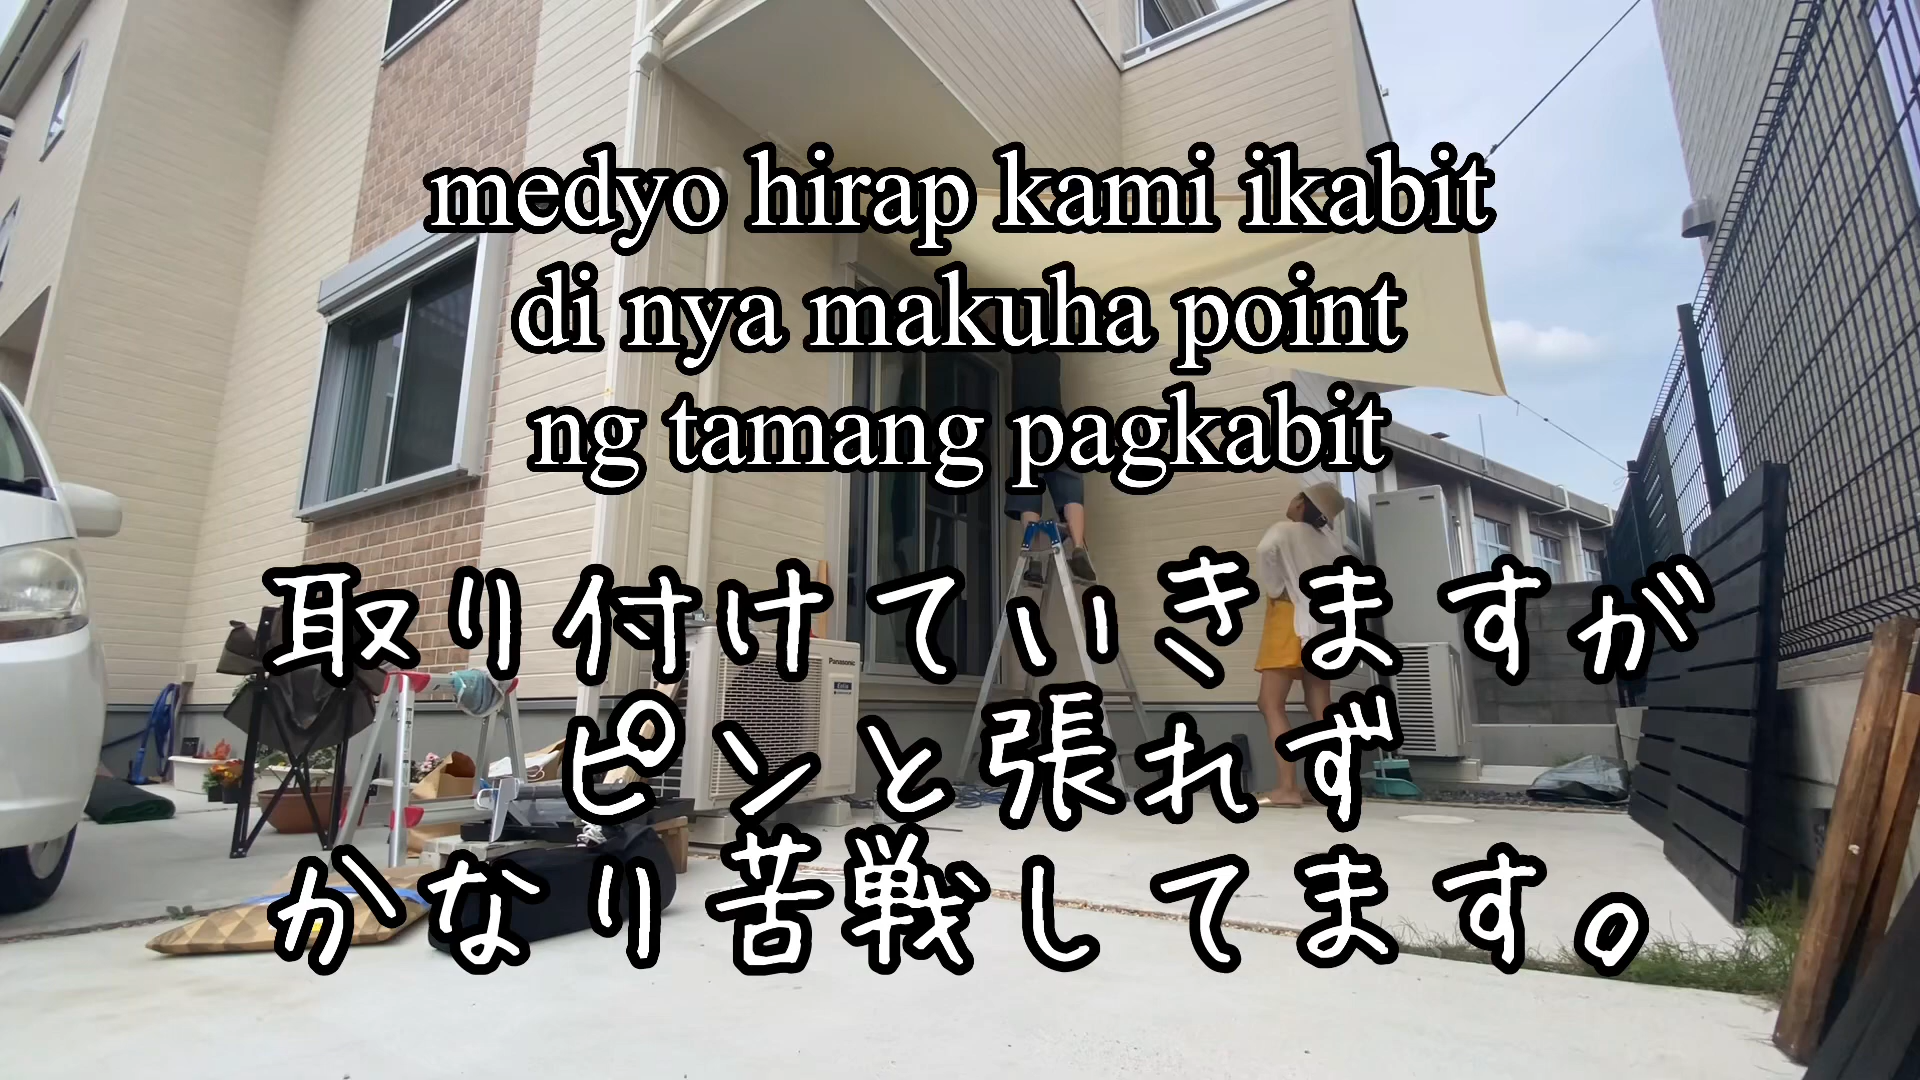 medyo hirap kami ikabit
di nya makuha point
ng tamang pagkabit
取り付けていきますが
ピンと張れず
かなり苦戦してます。
Panasonic